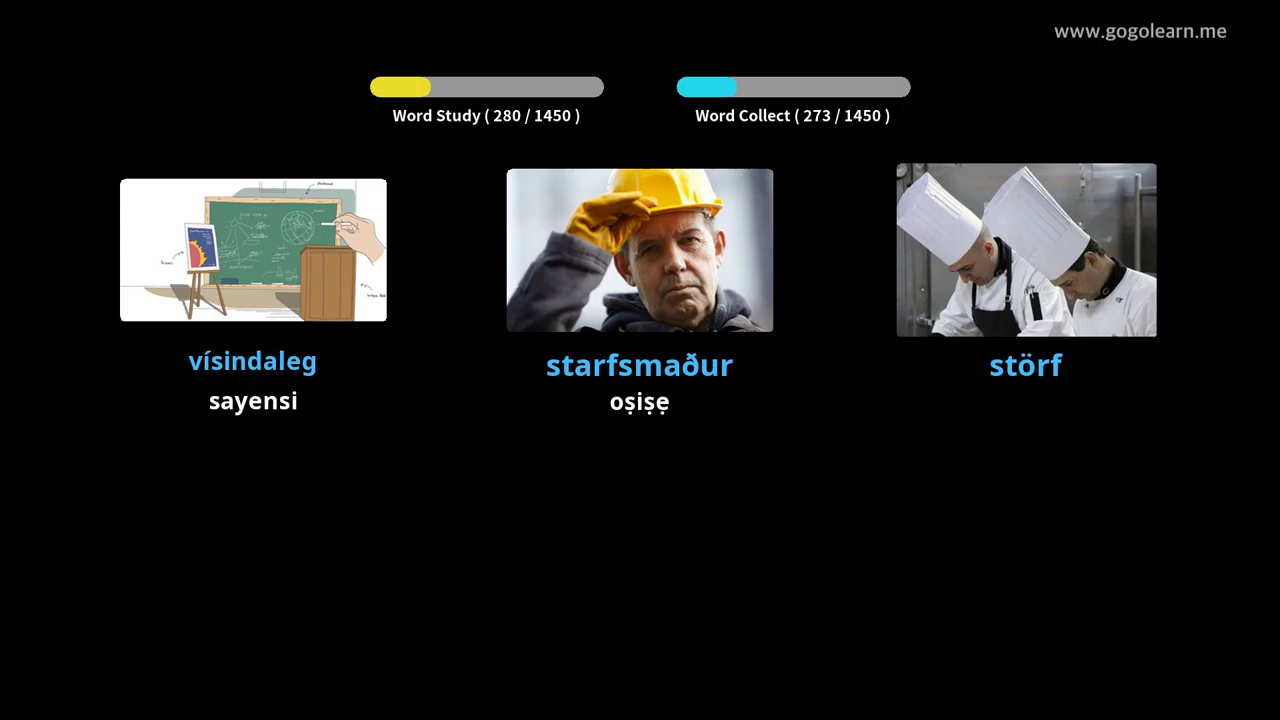 www.gogolearn.me
Word Study ( 280 / 1450 )
Word Collect ( 273 / 1450 )
vísindaleg
starfsmaður
störf
sayensi
oṣiṣẹ